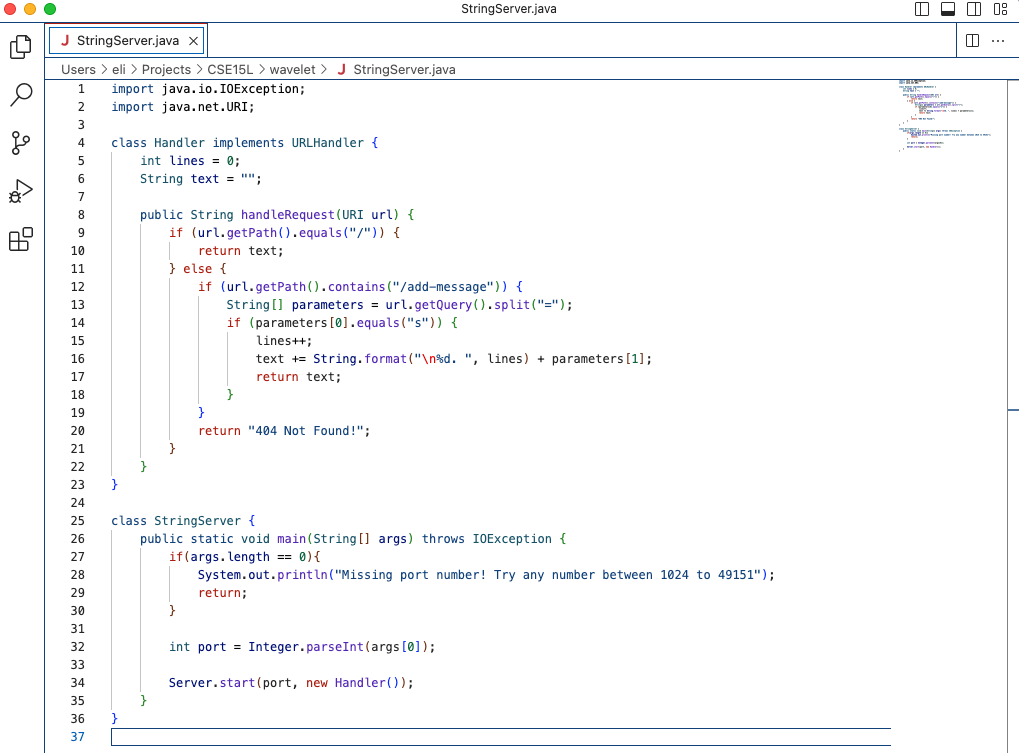 StringServer.java
J StringServer.java ×
Users > eli > Projects > CSE15L > wavelet > J StringServer.java
1 import java.io.IOException;
2 import java.net.URI;
3
4 class Handler implements URLHandler {
5     int lines = 0;
6     String text = "";
7
8     public String handleRequest(URI url) {
9         if (url.getPath().equals("/")) {
10             return text;
11         } else {
12             if (url.getPath().contains("/add-message")) {
13                 String[] parameters = url.getQuery().split("=");
14                 if (parameters[0].equals("s")) {
15                     lines++;
16                     text += String.format("\n%d. ", lines) + parameters[1];
17                     return text;
18                 }
19             }
20             return "404 Not Found!";
21         }
22     }
23 }
24
25 class StringServer {
26     public static void main(String[] args) throws IOException {
27         if(args.length == 0){
28             System.out.println("Missing port number! Try any number between 1024 to 49151");
29             return;
30         }
31
32         int port = Integer.parseInt(args[0]);
33
34         Server.start(port, new Handler());
35     }
36 }
37